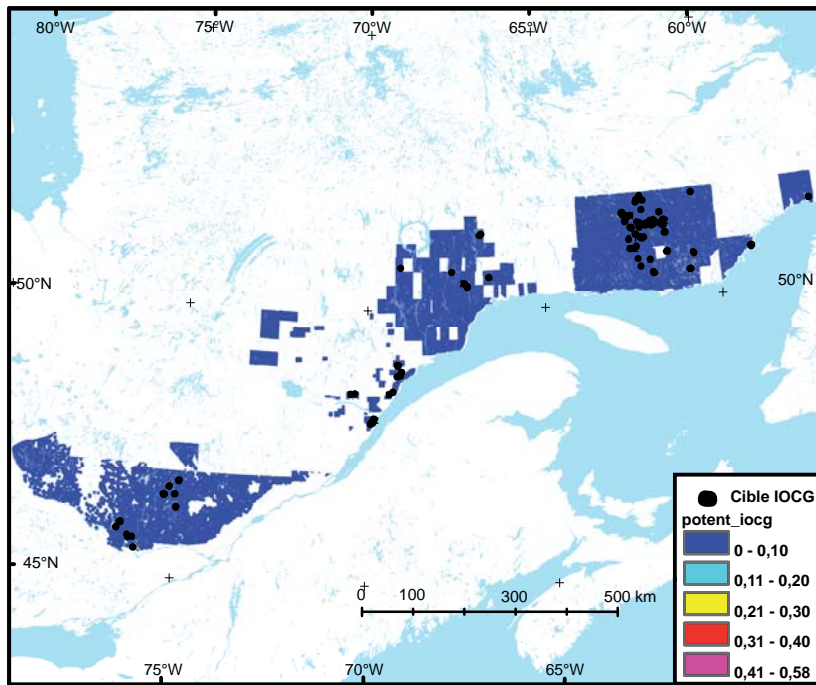 80°W 75°W 70°W 65°W 60°W
50°N 50°N
45°N
0 100 200 300 500 km
Cible IOCG
potent_iocg
0 - 0,10
0,11 - 0,20
0,21 - 0,30
0,31 - 0,40
0,41 - 0,58
75°W 70°W 65°W